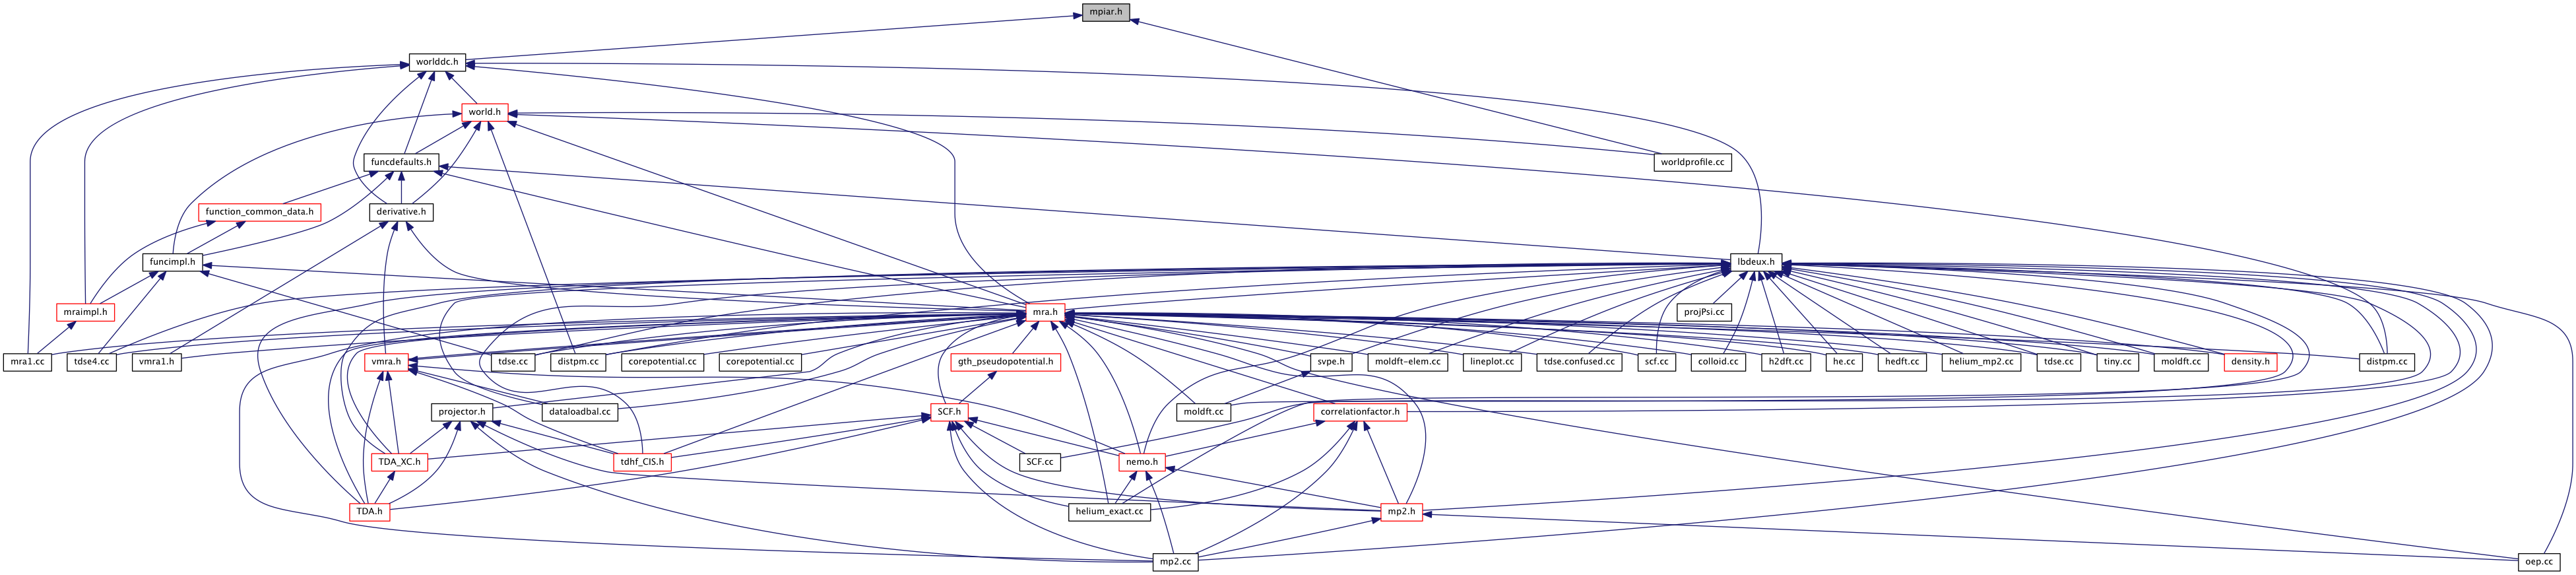 mpiar.h
worlddc.h
world.h
funcdefaults.h
worldprofile.cc
function_common_data.h
derivative.h
funcimpl.h
lbdeux.h
mraimpl.h
mra.h
projPsi.cc
mra1.cc
tdse4.cc
vmra1.h
vmra.h
tdse.cc
distpm.cc
corepotential.cc
corepotential.cc
gth_pseudopotential.h
svpe.h
moldft-elem.cc
lineplot.cc
tdse.confused.cc
scf.cc
colloid.cc
h2dft.cc
he.cc
hedft.cc
helium_mp2.cc
tdse.cc
tiny.cc
moldft.cc
density.h
distpm.cc
projector.h
dataloadbal.cc
SCF.h
moldft.cc
correlationfactor.h
TDA_XC.h
tdhf_CIS.h
SCF.cc
nemo.h
TDA.h
helium_exact.cc
mp2.h
mp2.cc
oep.cc